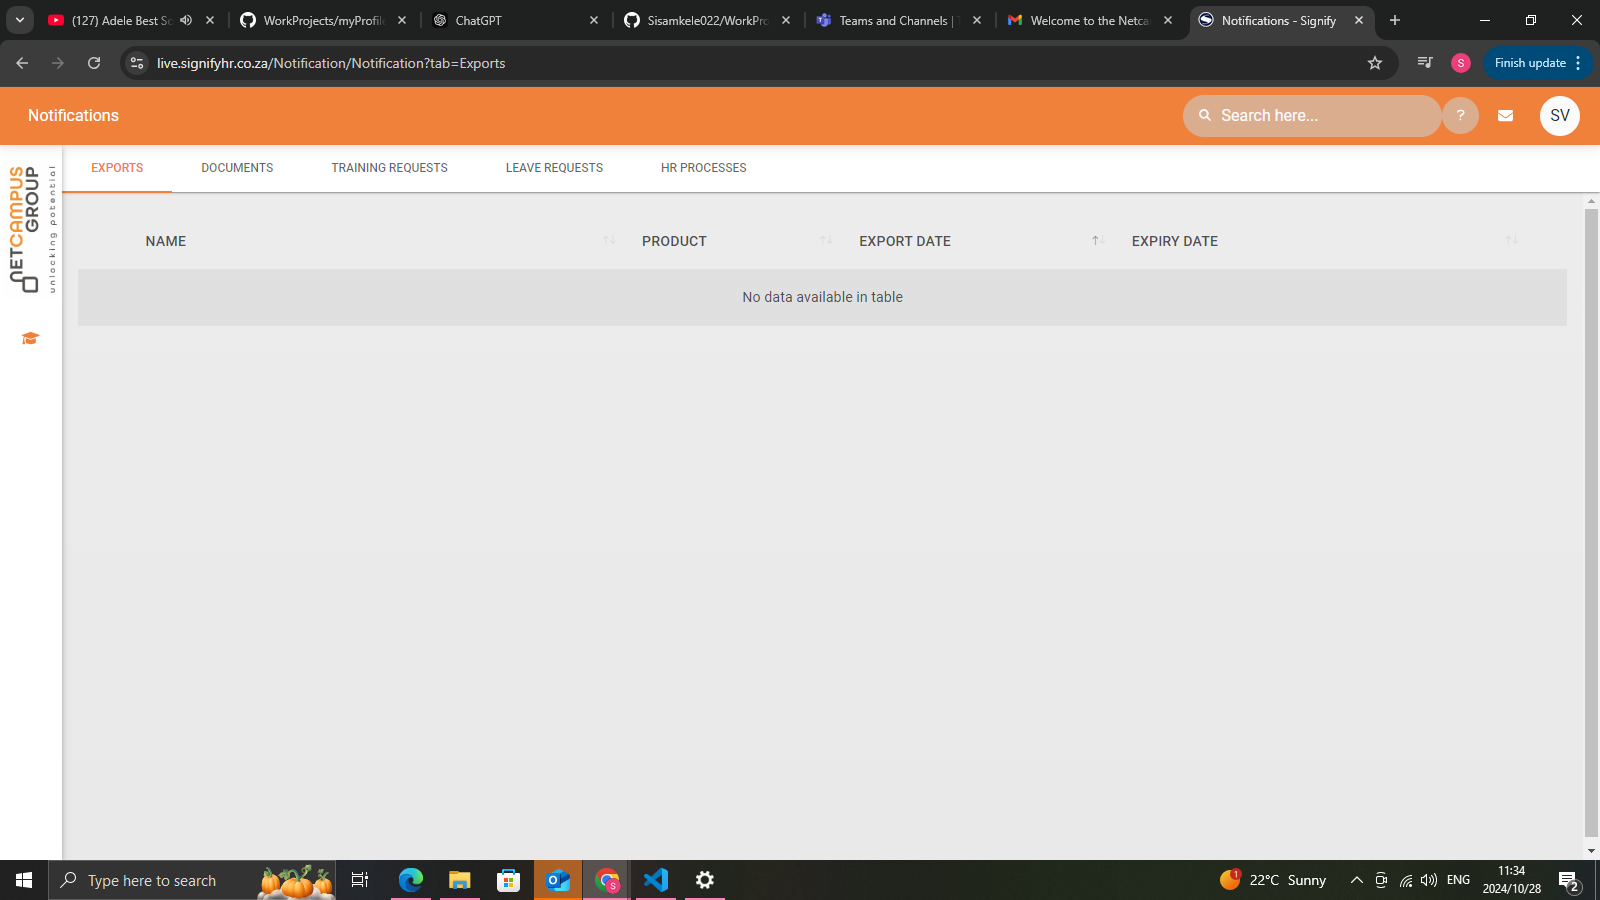 (127) Adele Best So
WorkProjects/myProfile
ChatGPT
Sisamkele022/WorkPro
Teams and Channels |
Welcome to the Netca
Notifications - Signify
live.signifyhr.co.za/Notification/Notification?tab=Exports
S
Finish update
Notifications
Search here...
?
SV
NETCAMPUS
GROUP
unlocking potential
EXPORTS
DOCUMENTS
TRAINING REQUESTS
LEAVE REQUESTS
HR PROCESSES
NAME
PRODUCT
EXPORT DATE
EXPIRY DATE
No data available in table
Type here to search
1
22°C Sunny
ENG
11:34
2024/10/28
2